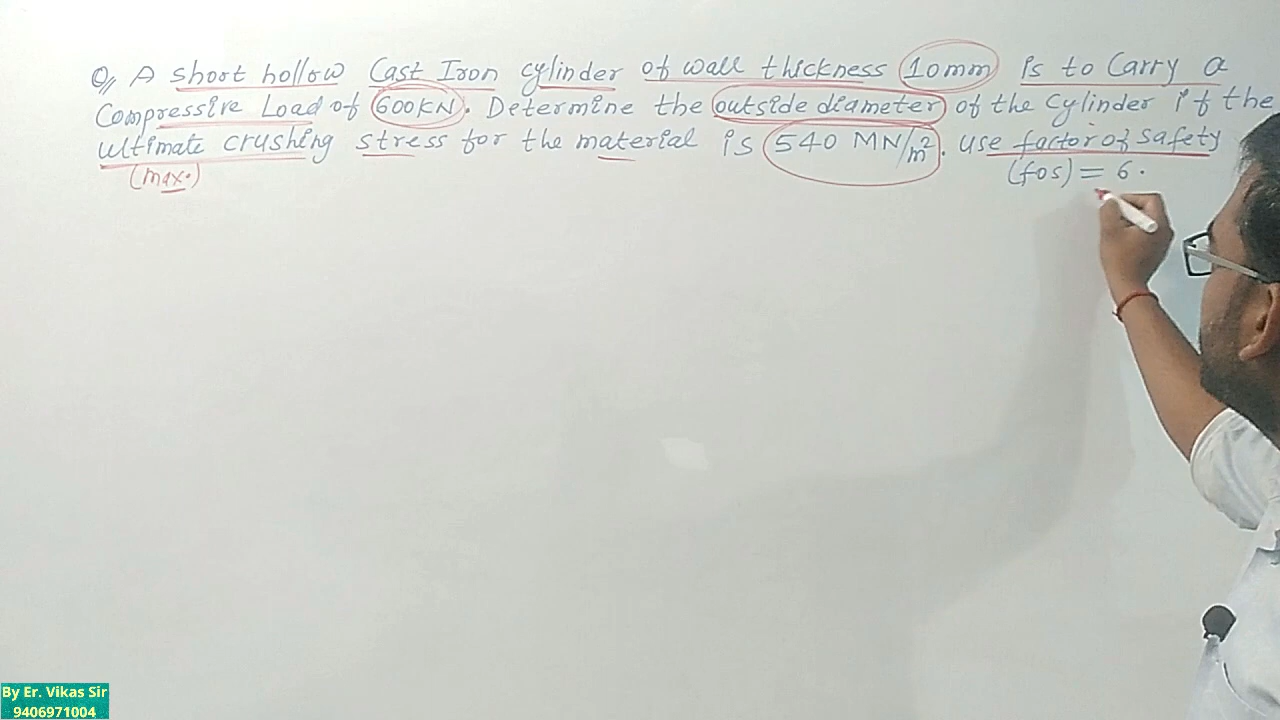 Q, A short hollow Cast Iron cylinder of wall thickness 10mm is to Carry a
Compressive Load of 600KN. Determine the outside diameter of the cylinder if the
ultimate crushing stress for the material is 540 MN/m². use factor of safety
(max.) (fos) = 6.
By Er. Vikas Sir
9406971004